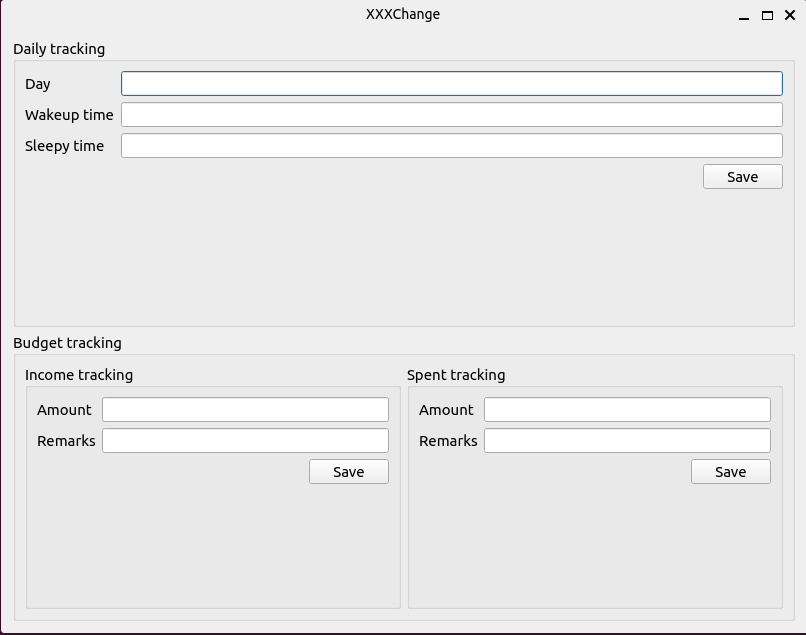 XXXChange
Daily tracking
Day
Wakeup time
Sleepy time
Save
Budget tracking
Income tracking
Amount
Remarks
Save
Spent tracking
Amount
Remarks
Save